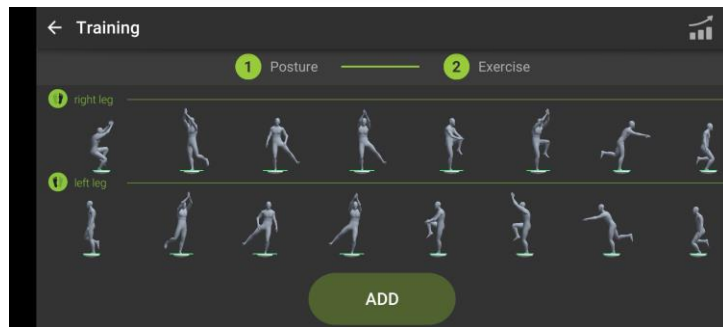 Training
1 Posture 2 Exercise
right leg
left leg
ADD